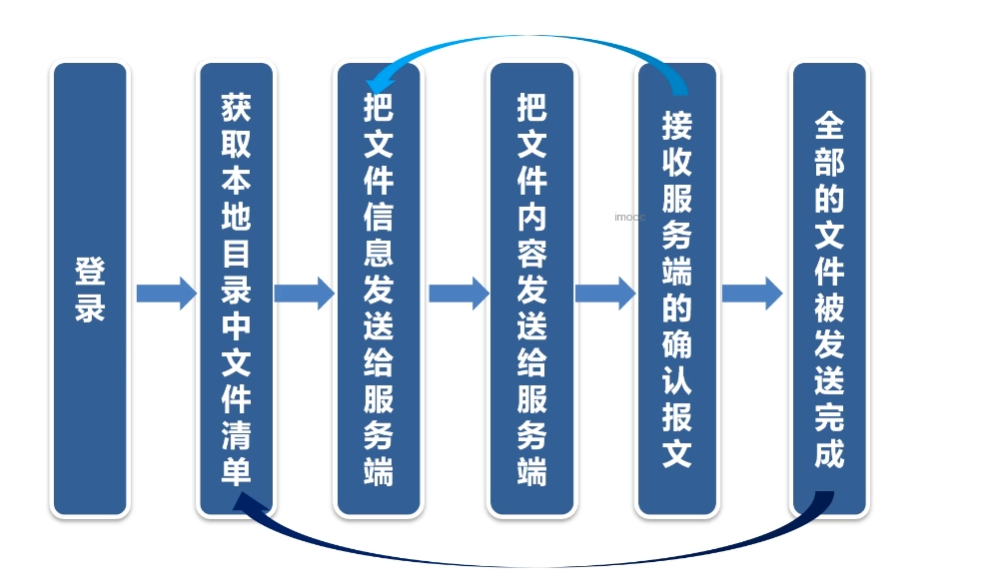 登录
获取本地目录中文件清单
把文件信息发送给服务端
把文件内容发送给服务端
接收服务端的确认报文
全部的文件被发送完成